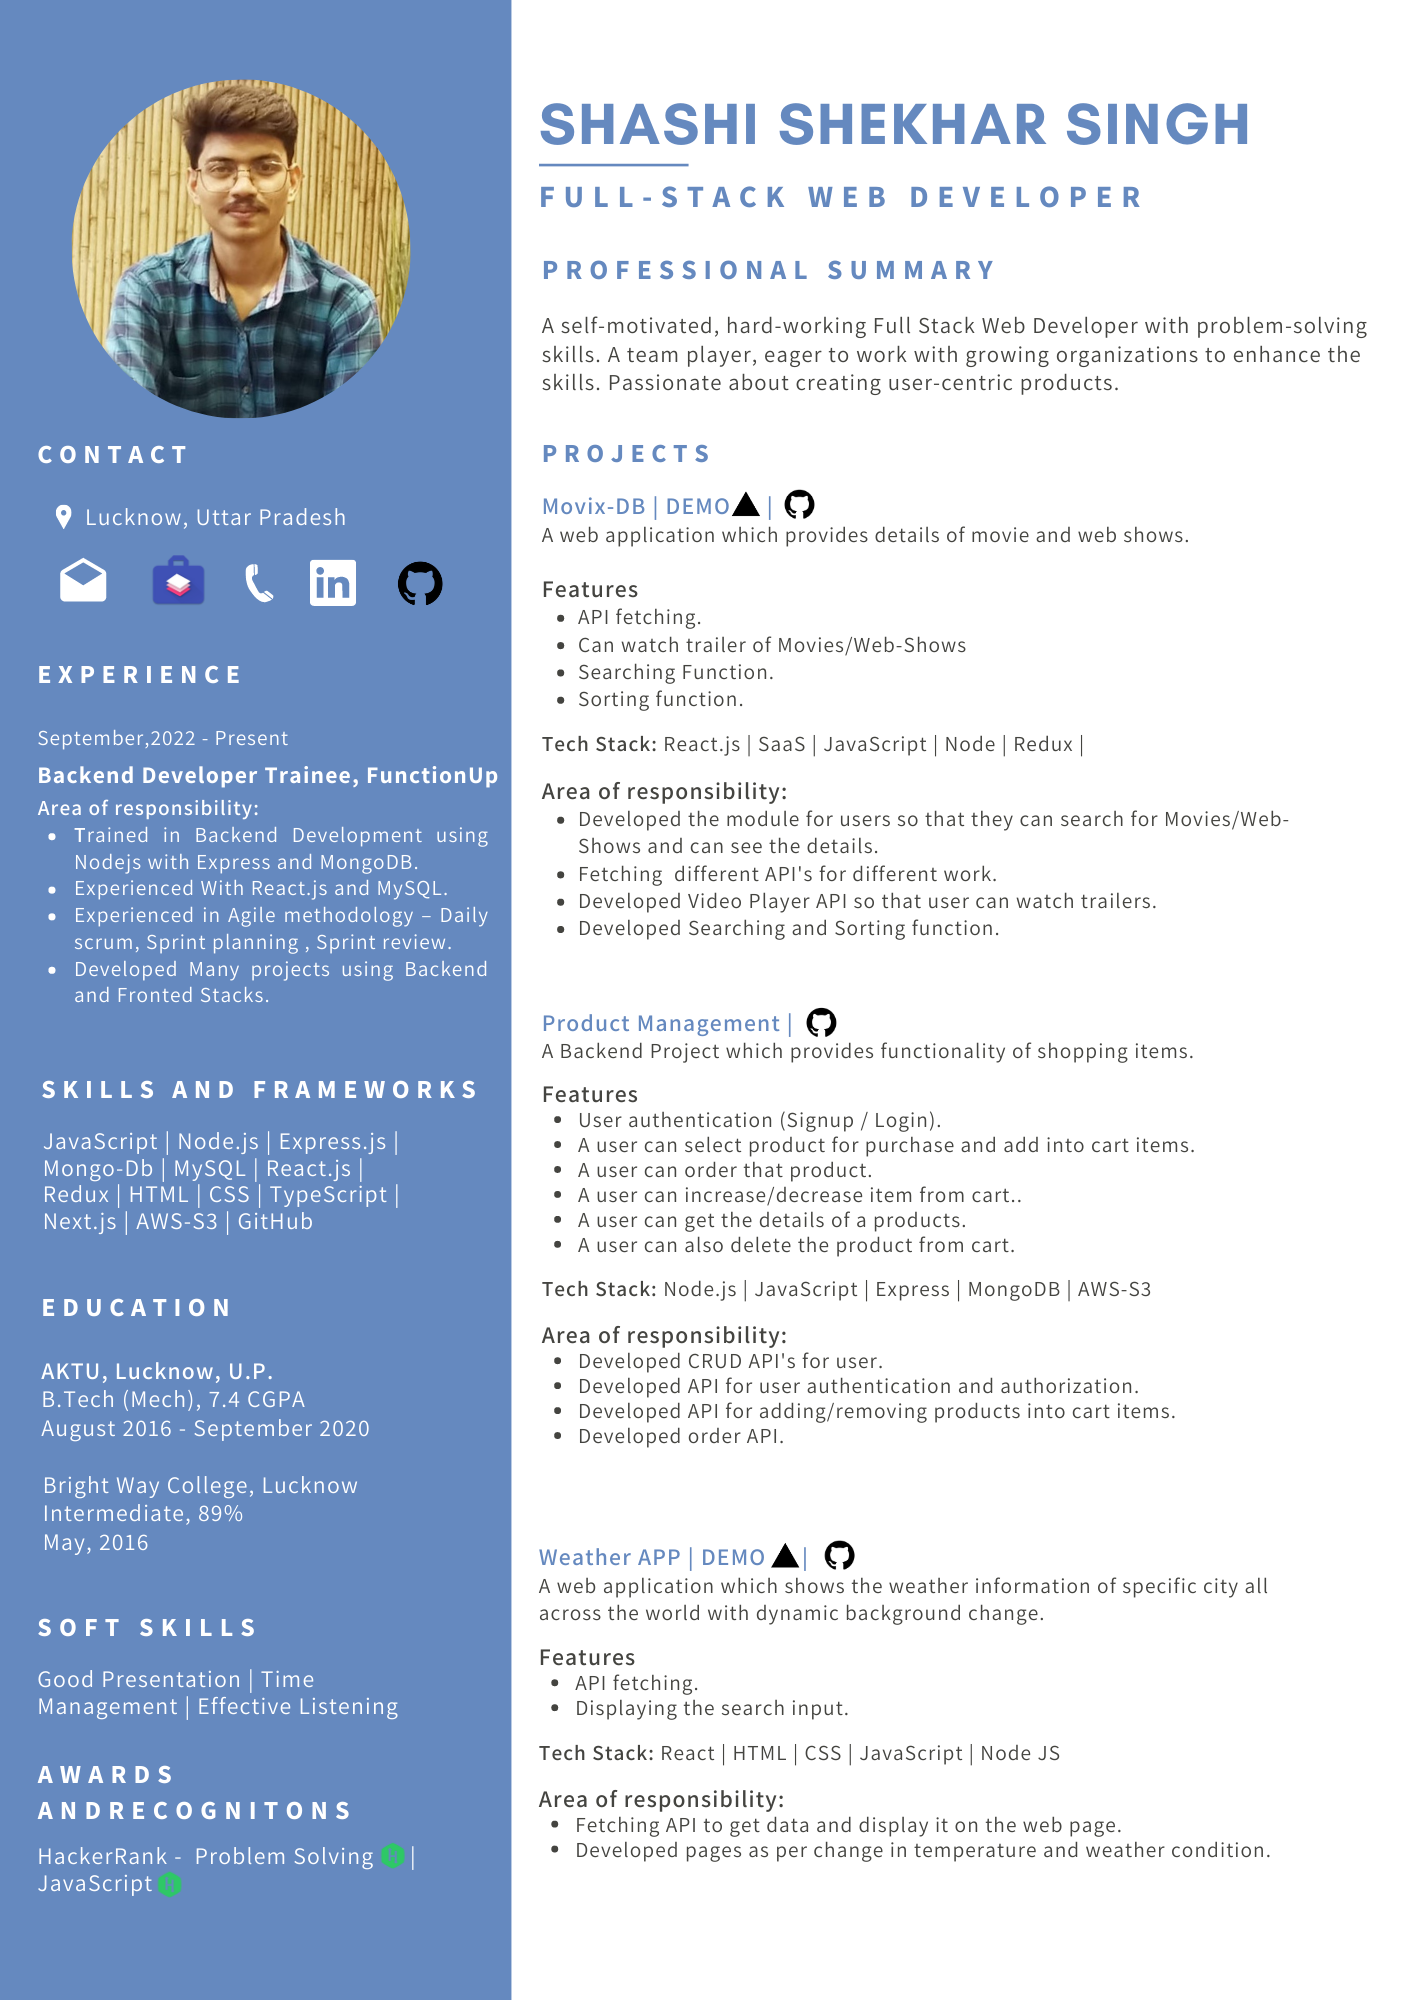 SHASHI SHEKHAR SINGH
FULL-STACK WEB DEVELOPER
CONTACT
Lucknow, Uttar Pradesh
in
EXPERIENCE
September,2022 - Present
Backend Developer Trainee, FunctionUp
Area of responsibility:
• Trained in Backend Development using
Nodejs with Express and MongoDB.
• Experienced With React.js and MySQL.
• Experienced in Agile methodology – Daily
scrum, Sprint planning , Sprint review.
• Developed Many projects using Backend
and Fronted Stacks.
SKILLS AND FRAMEWORKS
JavaScript | Node.js | Express.js |
Mongo-Db | MySQL | React.js |
Redux | HTML | CSS | TypeScript |
Next.js | AWS-S3 | GitHub
EDUCATION
AKTU, Lucknow, U.P.
B.Tech (Mech), 7.4 CGPA
August 2016 - September 2020
Bright Way College, Lucknow
Intermediate, 89%
May, 2016
SOFT SKILLS
Good Presentation | Time
Management | Effective Listening
AWARDS
ANDRECOGNITONS
HackerRank - Problem Solving |
JavaScript
PROFESSIONAL SUMMARY
A self-motivated, hard-working Full Stack Web Developer with problem-solving
skills. A team player, eager to work with growing organizations to enhance the
skills. Passionate about creating user-centric products.
PROJECTS
Movix-DB | DEMO |
A web application which provides details of movie and web shows.
Features
• API fetching.
• Can watch trailer of Movies/Web-Shows
• Searching Function.
• Sorting function.
Tech Stack: React.js | SaaS | JavaScript | Node | Redux |
Area of responsibility:
• Developed the module for users so that they can search for Movies/Web-
Shows and can see the details.
• Fetching different API's for different work.
• Developed Video Player API so that user can watch trailers.
• Developed Searching and Sorting function.
Product Management |
A Backend Project which provides functionality of shopping items.
Features
• User authentication (Signup / Login).
• A user can select product for purchase and add into cart items.
• A user can order that product.
• A user can increase/decrease item from cart..
• A user can get the details of a products.
• A user can also delete the product from cart.
Tech Stack: Node.js | JavaScript | Express | MongoDB | AWS-S3
Area of responsibility:
• Developed CRUD API's for user.
• Developed API for user authentication and authorization.
• Developed API for adding/removing products into cart items.
• Developed order API.
Weather APP | DEMO |
A web application which shows the weather information of specific city all
across the world with dynamic background change.
Features
• API fetching.
• Displaying the search input.
Tech Stack: React | HTML | CSS | JavaScript | Node JS
Area of responsibility:
• Fetching API to get data and display it on the web page.
• Developed pages as per change in temperature and weather condition.